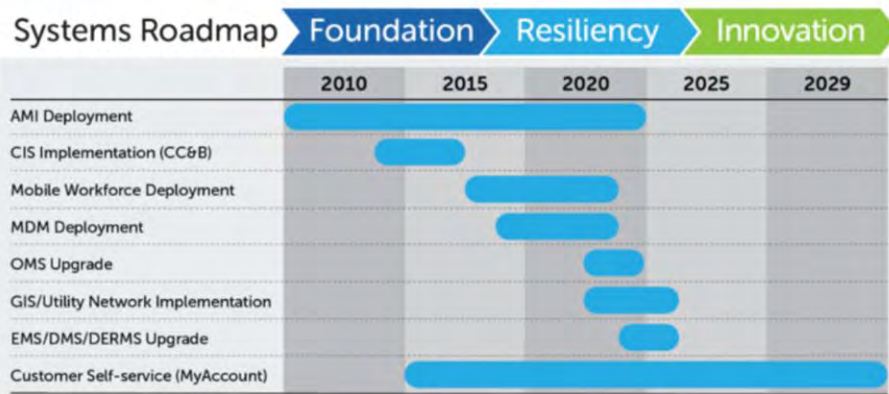 Systems Roadmap Foundation Resiliency Innovation
2010 2015 2020 2025 2029
AMI Deployment
CIS Implementation (CC&B)
Mobile Workforce Deployment
MDM Deployment
OMS Upgrade
GIS/Utility Network Implementation
EMS/DMS/DERMS Upgrade
Customer Self-service (MyAccount)